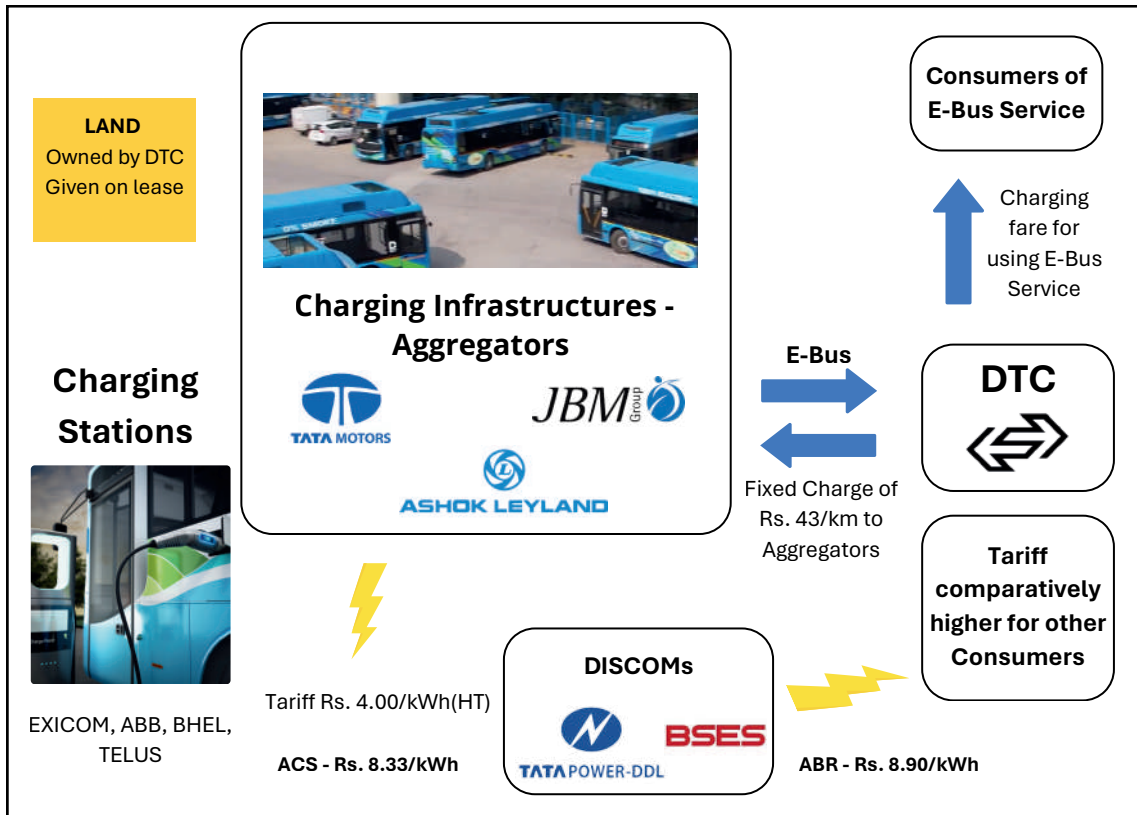 LAND
Owned by DTC
Given on lease
Charging Infrastructures -
Aggregators
TATA MOTORS
JBM Group
ASHOK LEYLAND
Charging
Stations
EXICOM, ABB, BHEL,
TELUS
Consumers of
E-Bus Service
Charging
fare for
using E-Bus
Service
E-Bus
DTC
Fixed Charge of
Rs. 43/km to
Aggregators
Tariff
comparatively
higher for other
Consumers
Tariff Rs. 4.00/kWh(HT)
ACS - Rs. 8.33/kWh
DISCOMs
TATA POWER-DDL
BSES
ABR - Rs. 8.90/kWh